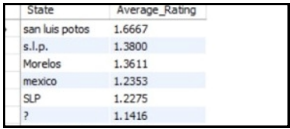 State Average_Rating
san luis potos 1.6667
s.l.p. 1.3800
Morelos 1.3611
mexico 1.2353
SLP 1.2275
? 1.1416